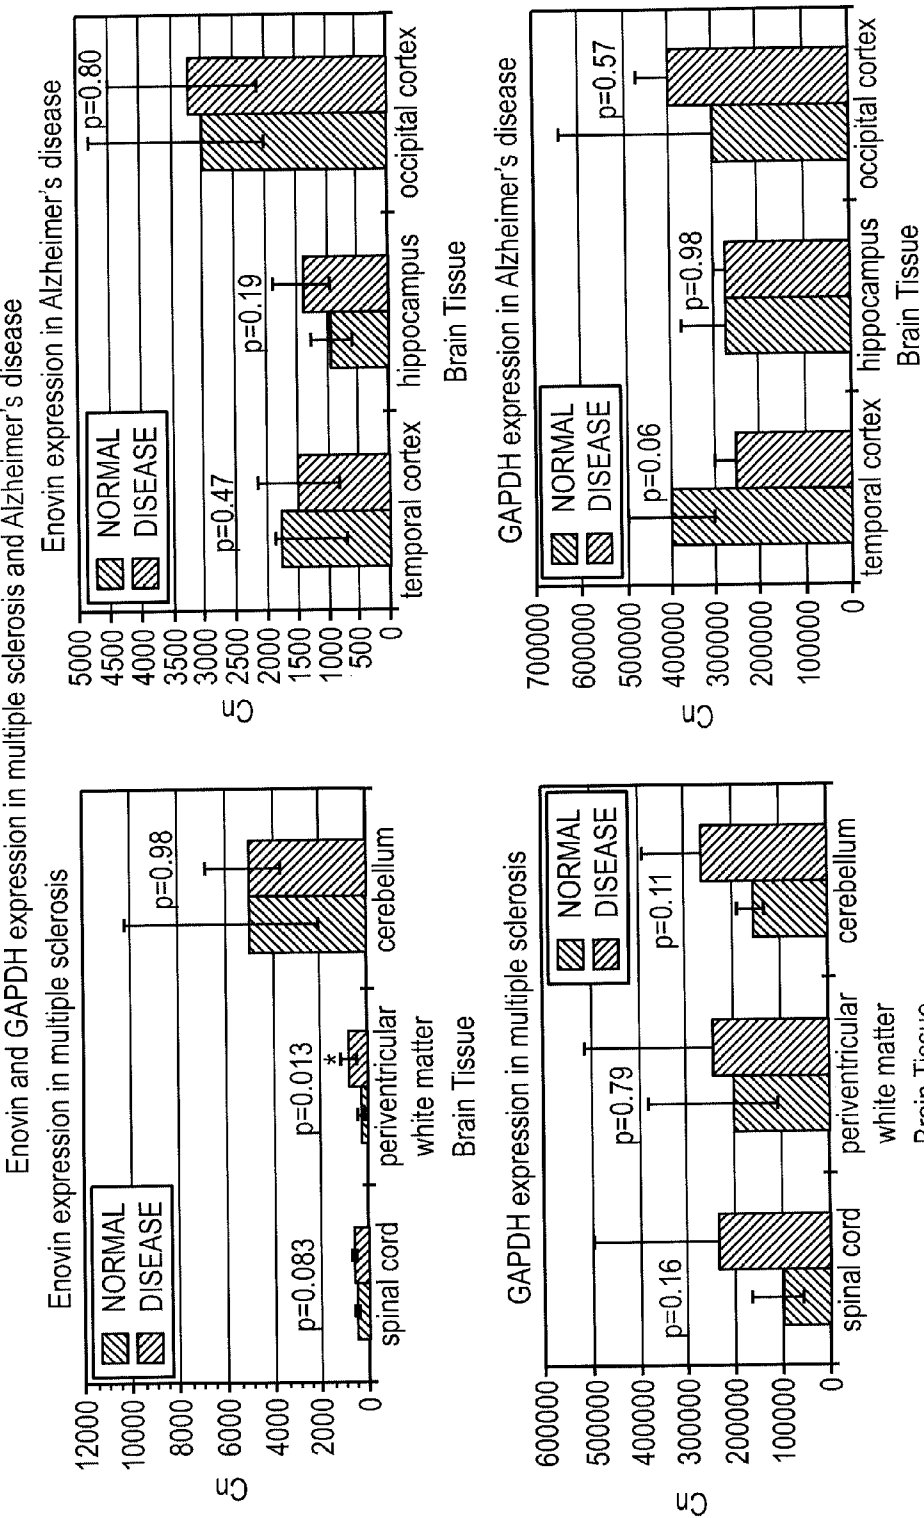 Enovin and GAPDH expression in multiple sclerosis and Alzheimer's disease
Enovin expression in multiple sclerosis
12000
10000
8000
6000
4000
2000
0
Cn
NORMAL
DISEASE
p=0.083
p=0.013
*
p=0.98
spinal cord
periventricular
white matter
cerebellum
Brain Tissue
Enovin expression in Alzheimer's disease
5000
4500
4000
3500
3000
2500
2000
1500
1000
500
0
Cn
NORMAL
DISEASE
p=0.47
p=0.19
p=0.80
temporal cortex
hippocampus
occipital cortex
Brain Tissue
GAPDH expression in multiple sclerosis
600000
500000
400000
300000
200000
100000
0
Cn
NORMAL
DISEASE
p=0.16
p=0.79
p=0.11
spinal cord
periventricular
white matter
cerebellum
Brain Tissue
GAPDH expression in Alzheimer's disease
700000
600000
500000
400000
300000
200000
100000
0
Cn
NORMAL
DISEASE
p=0.06
p=0.98
p=0.57
temporal cortex
hippocampus
occipital cortex
Brain Tissue